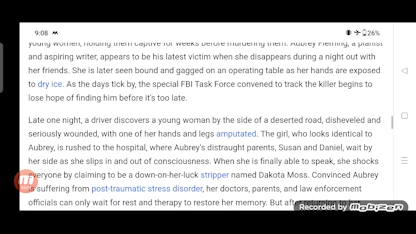 9:08
26%
young women, holding them captive for weeks before murdering them. Aubrey Fleming, a pianist
and aspiring writer, appears to be his latest victim when she disappears during a night out with
her friends. She is later seen bound and gagged on an operating table as her hands are exposed
to dry ice. As the days tick by, the special FBI Task Force convened to track the killer begins to
lose hope of finding him before it's too late.
Late one night, a driver discovers a young woman by the side of a deserted road, disheveled and
seriously wounded, with one of her hands and legs amputated. The girl, who looks identical to
Aubrey, is rushed to the hospital, where Aubrey's distraught parents, Susan and Daniel, wait by
her side as she slips in and out of consciousness. When she is finally able to speak, she shocks
everyone by claiming to be a down-on-her-luck stripper named Dakota Moss. Convinced Aubrey
is suffering from post-traumatic stress disorder, her doctors, parents, and law enforcement
officials can only wait for rest and therapy to restore her memory. But after returning to her
Recorded by Mobizen